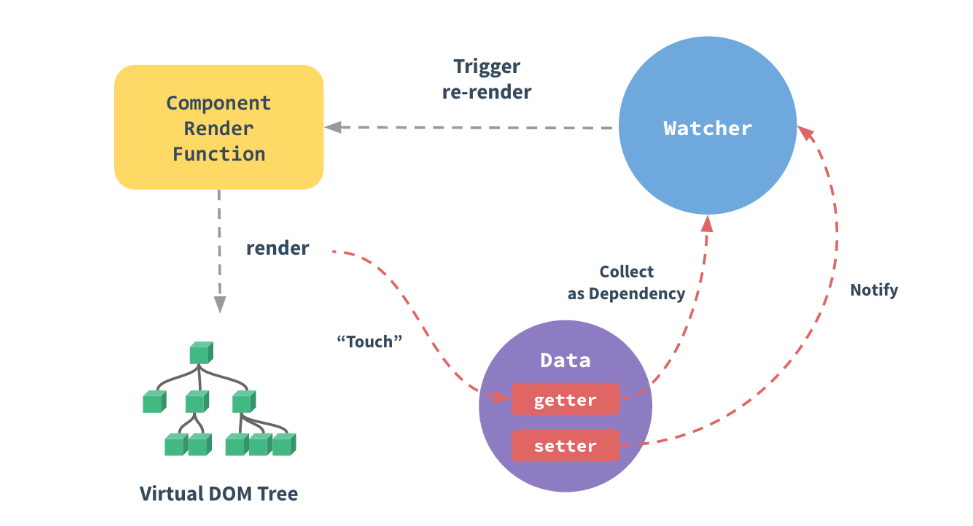 Component
Render
Function
Trigger
re-render
Watcher
render
“Touch”
Collect
as Dependency
Notify
Data
getter
setter
Virtual DOM Tree